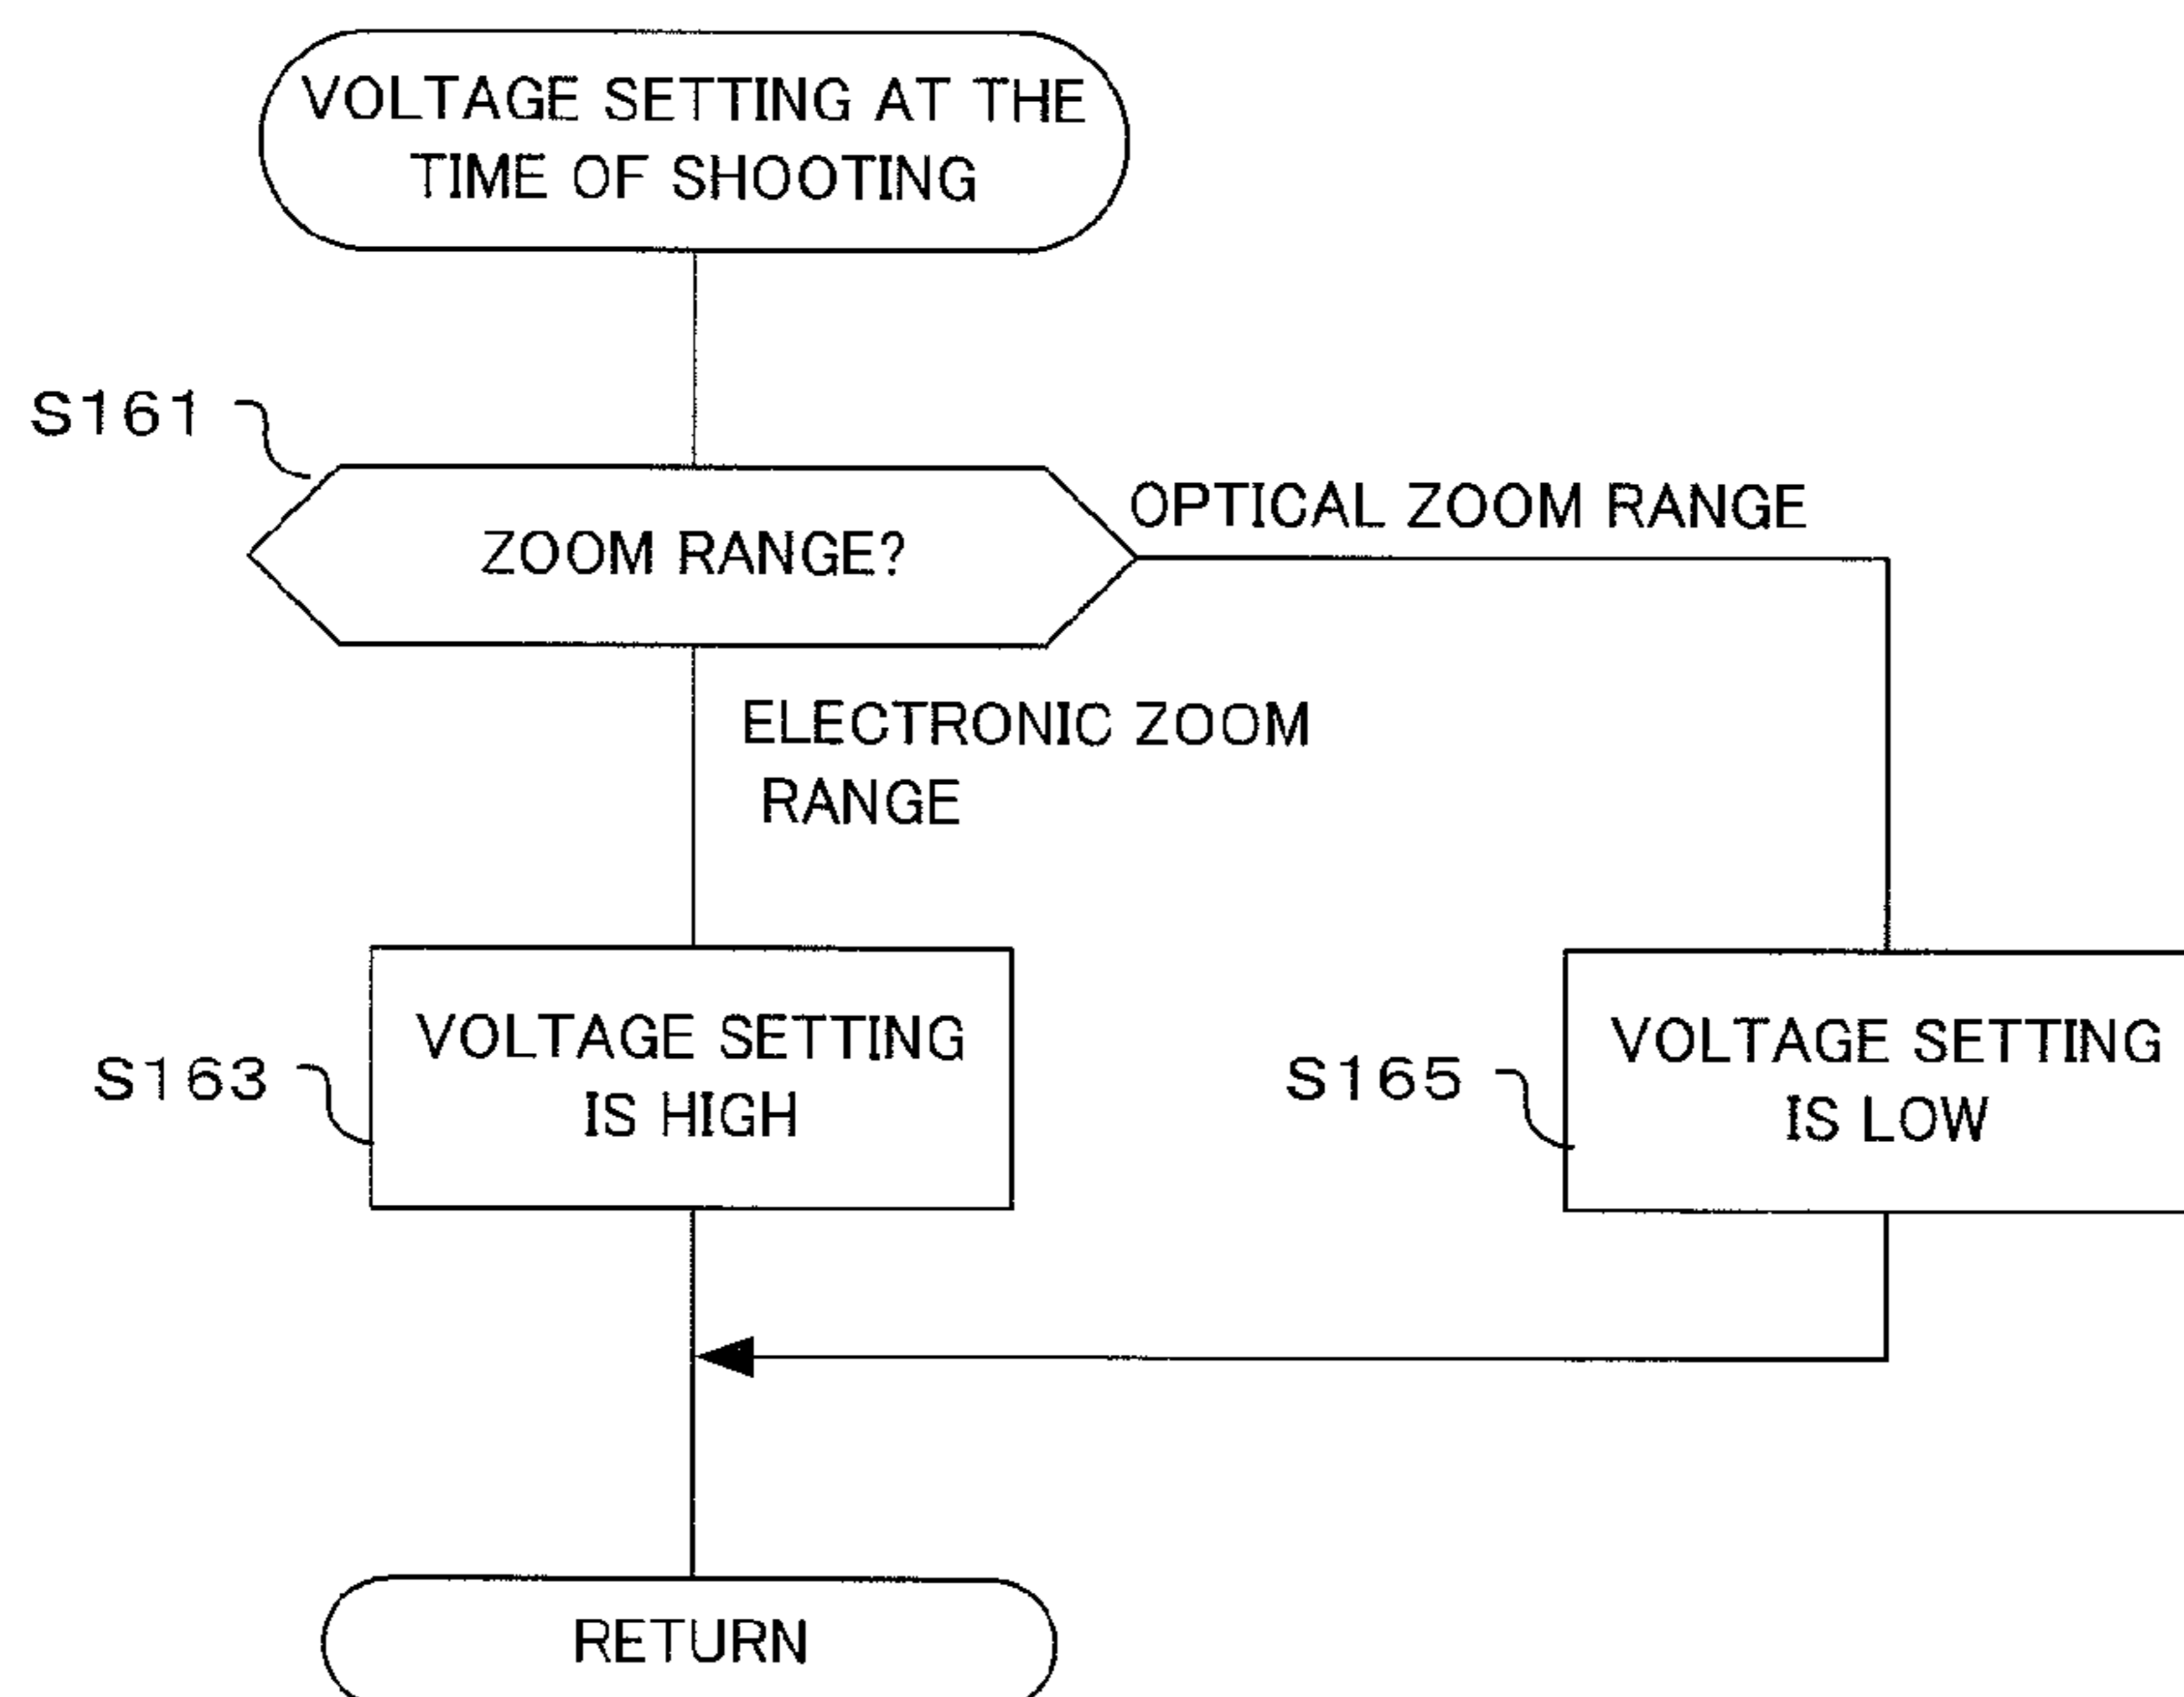 VOLTAGE SETTING AT THE
TIME OF SHOOTING
S161
ZOOM RANGE?
OPTICAL ZOOM RANGE
ELECTRONIC ZOOM
RANGE
S163
VOLTAGE SETTING
IS HIGH
S165
VOLTAGE SETTING
IS LOW
RETURN